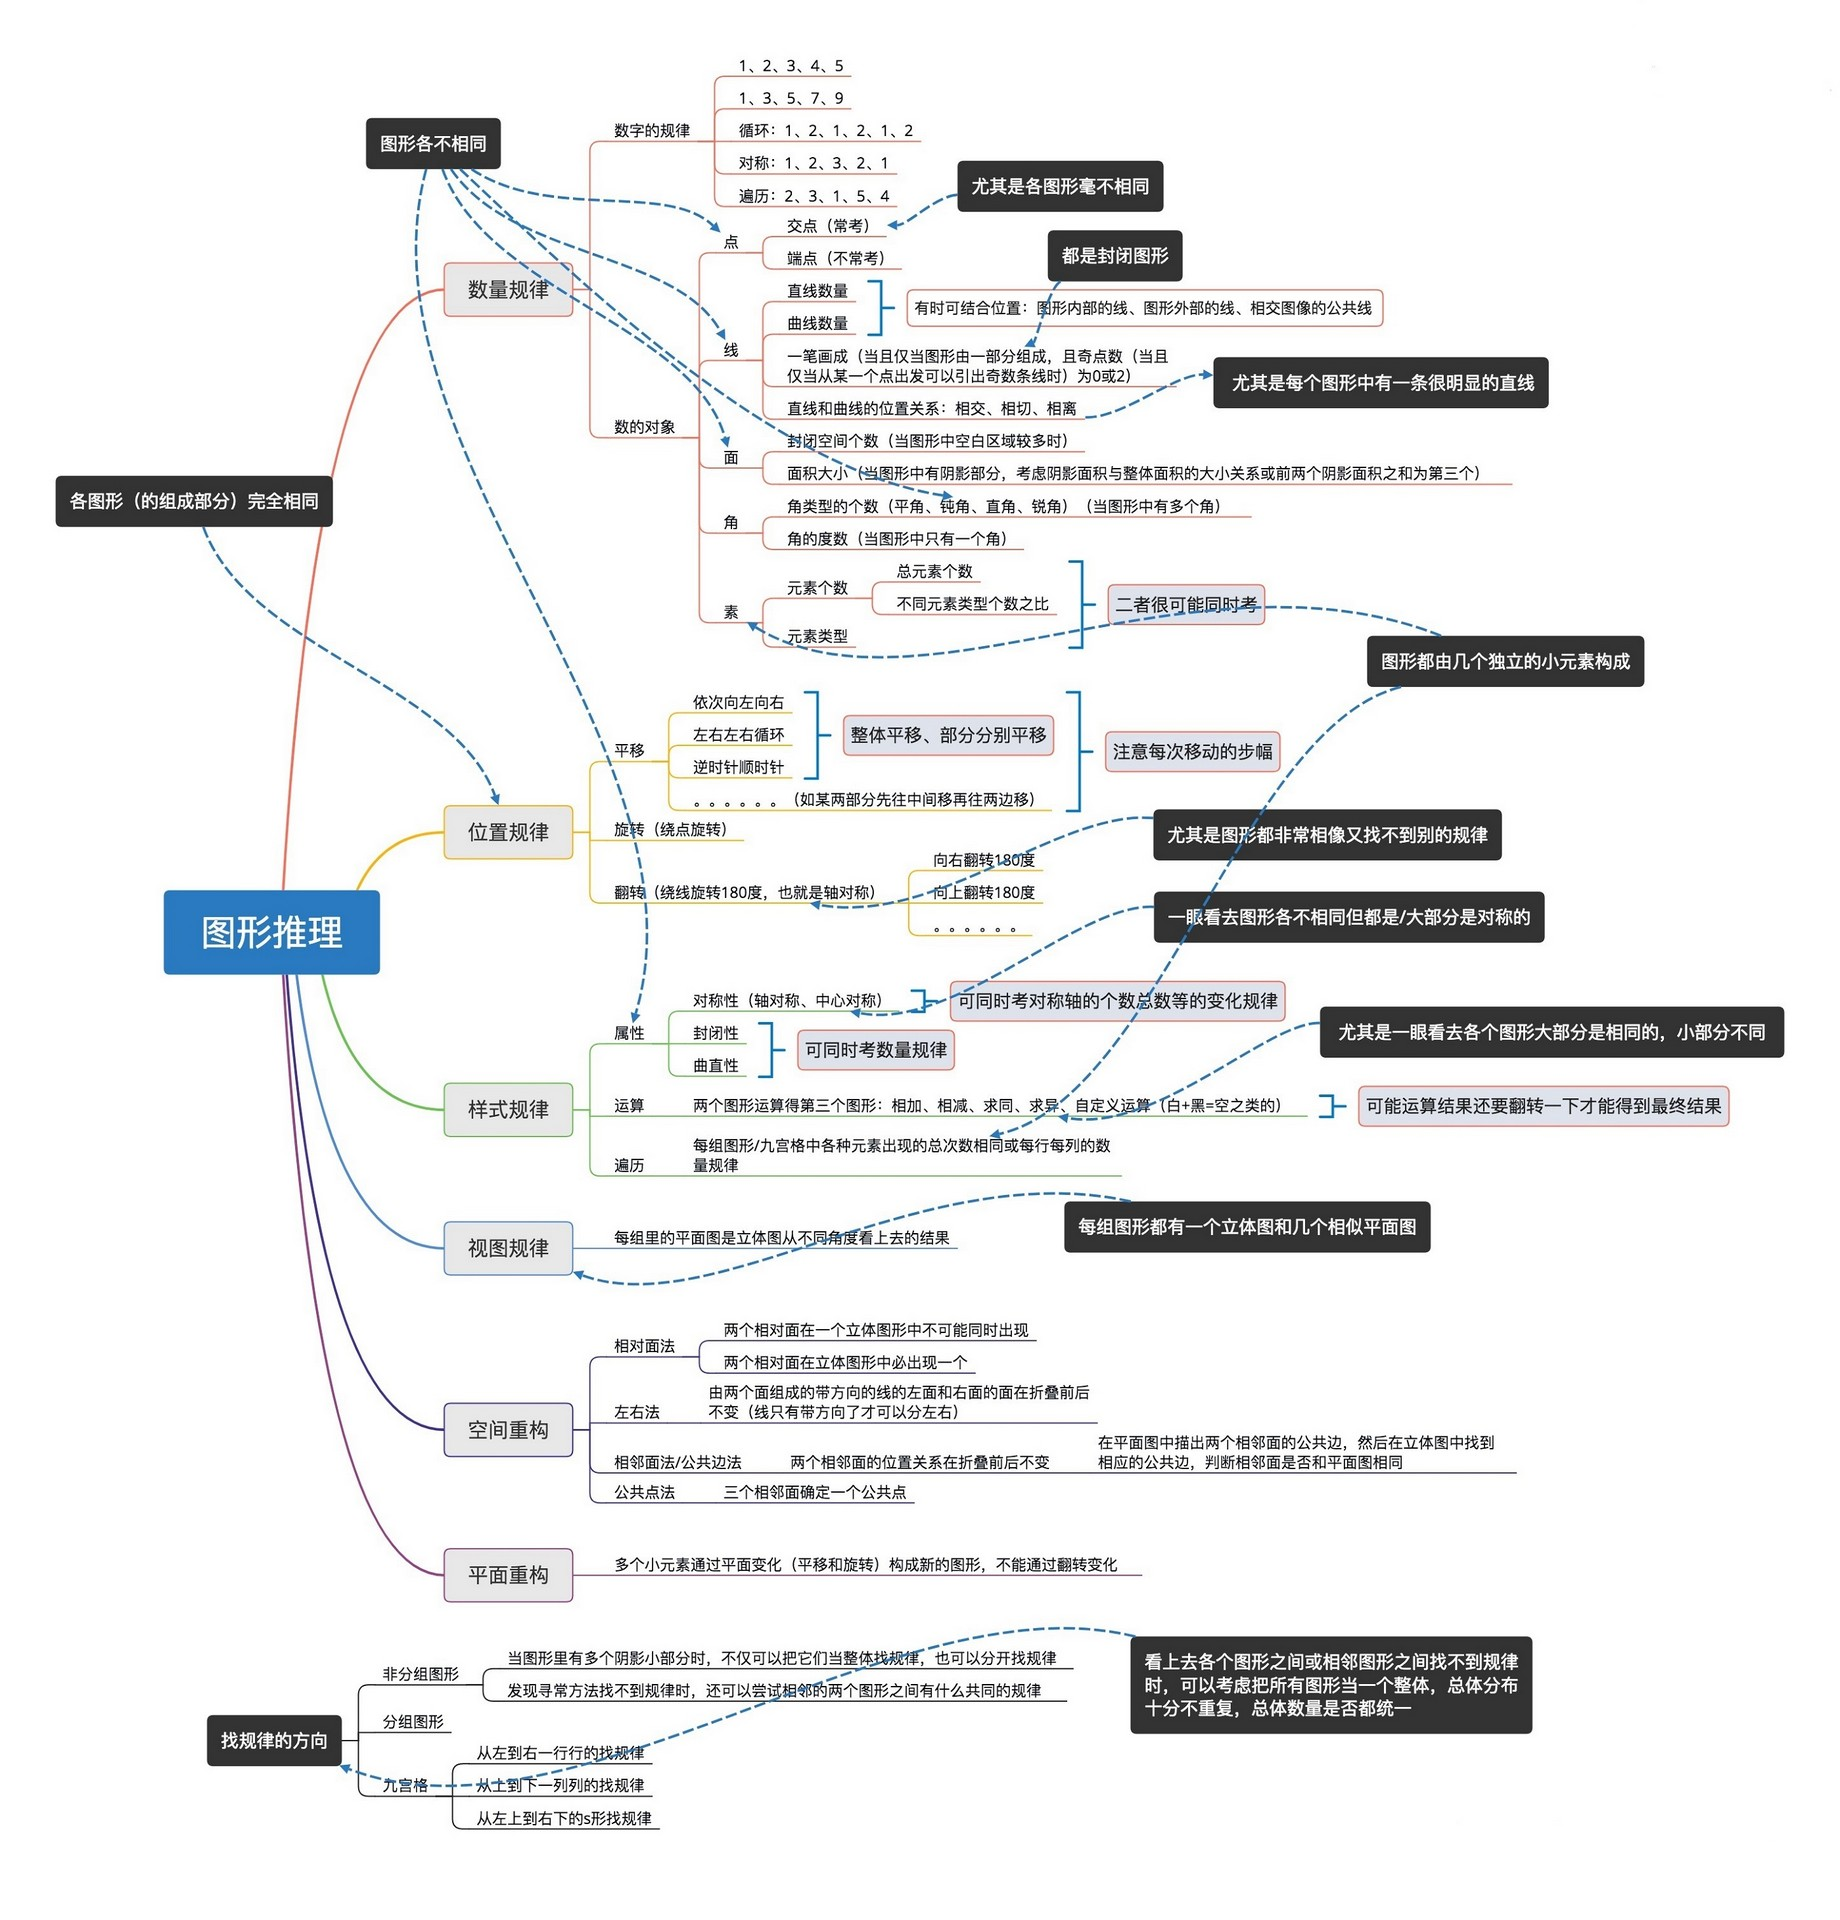 1、2、3、4、5
1、3、5、7、9
循环：1、2、1、2、1、2
对称：1、2、3、2、1
遍历：2、3、1、5、4
数字的规律
图形各不相同
尤其是各图形毫不相同
交点（常考）
端点（不常考）
点
都是封闭图形
数量规律
直线数量
曲线数量
有时可结合位置：图形内部的线、图形外部的线、相交图像的公共线
线
一笔画成（当且仅当图形由一部分组成，且奇点数（当且
仅当从某一个点出发可以引出奇数条线时）为0或2）
尤其是每个图形中有一条很明显的直线
直线和曲线的位置关系：相交、相切、相离
数的对象
封闭空间个数（当图形中空白区域较多时）
面
面积大小（当图形中有阴影部分，考虑阴影面积与整体面积的大小关系或前两个阴影面积之和为第三个）
各图形（的组成部分）完全相同
角类型的个数（平角、钝角、直角、锐角）（当图形中有多个角）
角
角的度数（当图形中只有一个角）
总元素个数
元素个数
不同元素类型个数之比
素
元素类型
二者很可能同时考
图形都由几个独立的小元素构成
依次向左向右
左右左右循环
逆时针顺时针
整体平移、部分分别平移
平移
注意每次移动的步幅
。。。。。。（如某两部分先往中间移再往两边移）
位置规律
旋转（绕点旋转）
尤其是图形都非常相像又找不到别的规律
向右翻转180度
翻转（绕线旋转180度，也就是轴对称）
向上翻转180度
。。。。。。
图形推理
一眼看去图形各不相同但都是/大部分是对称的
对称性（轴对称、中心对称）
可同时考对称轴的个数总数等的变化规律
属性
封闭性
曲直性
可同时考数量规律
尤其是一眼看去各个图形大部分是相同的，小部分不同
样式规律
运算
两个图形运算得第三个图形：相加、相减、求同、求异、自定义运算（白+黑=空之类的）
可能运算结果还要翻转一下才能得到最终结果
遍历
每组图形/九宫格中各种元素出现的总次数相同或每行每列的数
量规律
每组图形都有一个立体图和几个相似平面图
视图规律
每组里的平面图是立体图从不同角度看上去的结果
相对面法
两个相对面在一个立体图形中不可能同时出现
两个相对面在立体图形中必出现一个
左右法
由两个面组成的带方向的线的左面和右面的面在折叠前后
不变（线只有带方向了才可以分左右）
空间重构
相邻面法/公共边法
两个相邻面的位置关系在折叠前后不变
在平面图中描出两个相邻面的公共边，然后在立体图中找到
相应的公共边，判断相邻面是否和平面图相同
公共点法
三个相邻面确定一个公共点
平面重构
多个小元素通过平面变化（平移和旋转）构成新的图形，不能通过翻转变化
看上去各个图形之间或相邻图形之间找不到规律
时，可以考虑把所有图形当一个整体，总体分布
十分不重复，总体数量是否都统一
当图形里有多个阴影小部分时，不仅可以把它们当整体找规律，也可以分开找规律
非分组图形
发现寻常方法找不到规律时，还可以尝试相邻的两个图形之间有什么共同的规律
分组图形
找规律的方向
从左到右一行行的找规律
九宫格
从上到下一列列的找规律
从左上到右下的s形找规律